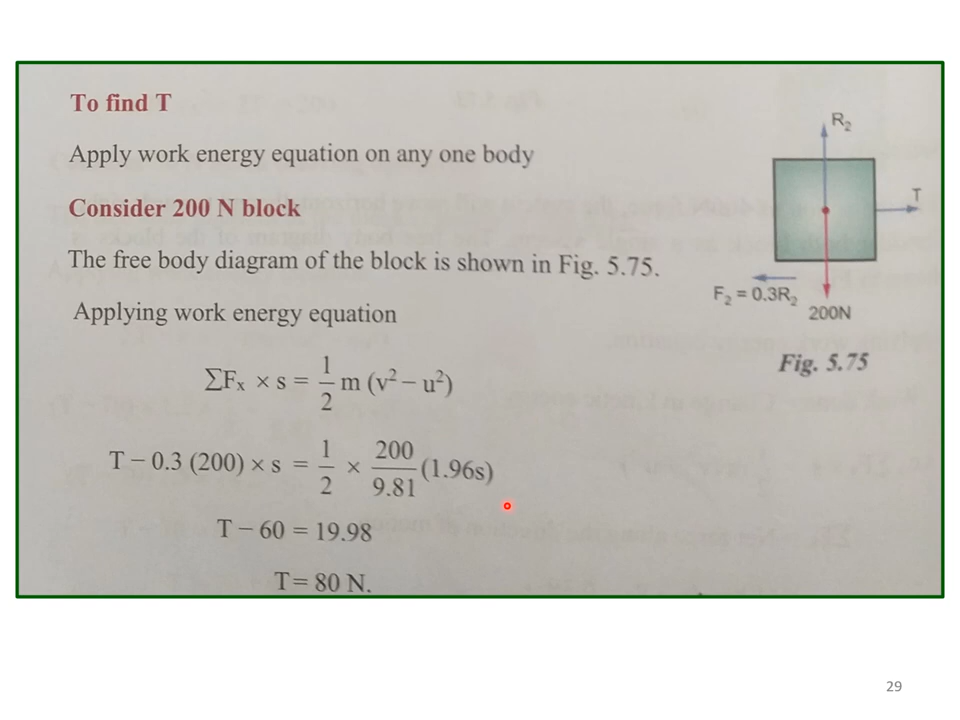 To find T
Apply work energy equation on any one body
Consider 200 N block
The free body diagram of the block is shown in Fig. 5.75.
Applying work energy equation
∑Fₓ × s = 1/2 m (v² – u²)
T – 0.3 (200) × s = 1/2 × 200/9.81 (1.96s)
T – 60 = 19.98
T = 80 N.
R₂
T
F₂ = 0.3R₂
200N
Fig. 5.75
29